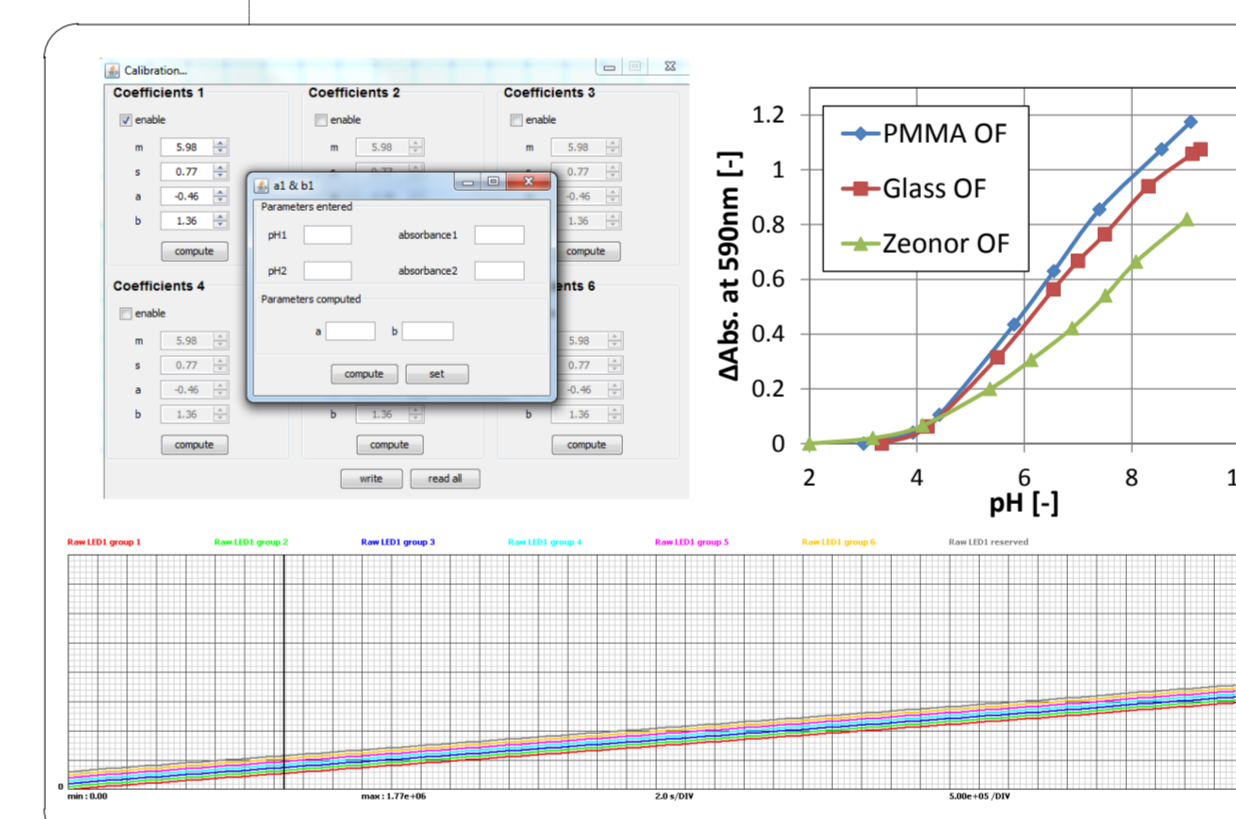 Calibration...
Coefficients 1 Coefficients 2 Coefficients 3
enable enable enable
m 5.98 m 5.98 m 5.98
s 0.77 0.77
a -0.46 -0.46
b 1.36 1.36
compute compute
a1 & b1
Parameters entered
pH1 absorbance1
pH2 absorbance2
Parameters computed
a b
compute set
Coefficients 4 ents 6
enable
m 5.98 5.98
s 0.77 0.77
a -0.46 -0.46
b 1.36 b 1.36 b 1.36
compute compute compute
write read all
ΔAbs. at 590nm [-]
1.2
1
0.8
0.6
0.4
0.2
0
PMMA OF
Glass OF
Zeonor OF
2 4 6 8 1
pH [-]
Raw LED1 group 1 Raw LED1 group 2 Raw LED1 group 3 Raw LED1 group 4 Raw LED1 group 5 Raw LED1 group 6 Raw LED1 reserved
0
min : 0.00 max : 1.77e+06 2.0 s/DIV 5.00e+05 /DIV